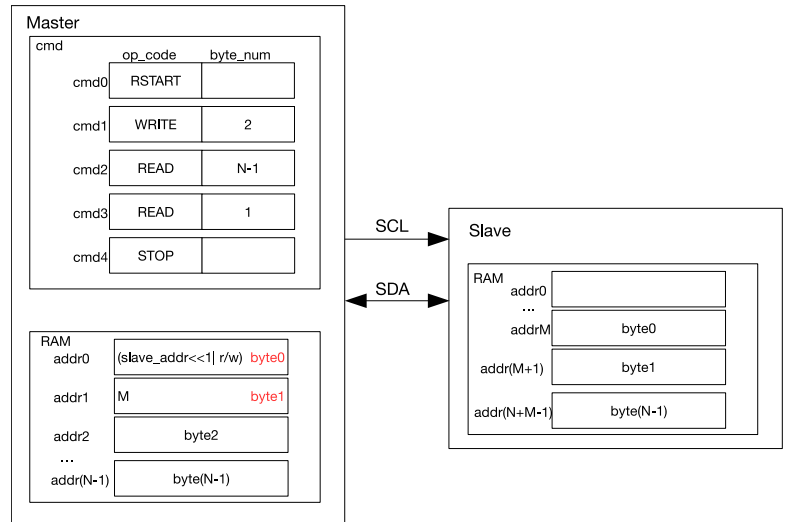 Master
cmd
op_code byte_num
cmd0 RSTART
cmd1 WRITE 2
cmd2 READ N-1
cmd3 READ 1
cmd4 STOP
RAM
addr0 (slave_addr<<1| r/w) byte0
addr1 M byte1
addr2 byte2
...
addr(N-1) byte(N-1)
SCL
SDA
Slave
RAM
addr0
...
addrM byte0
addr(M+1) byte1
addr(N+M-1) byte(N-1)